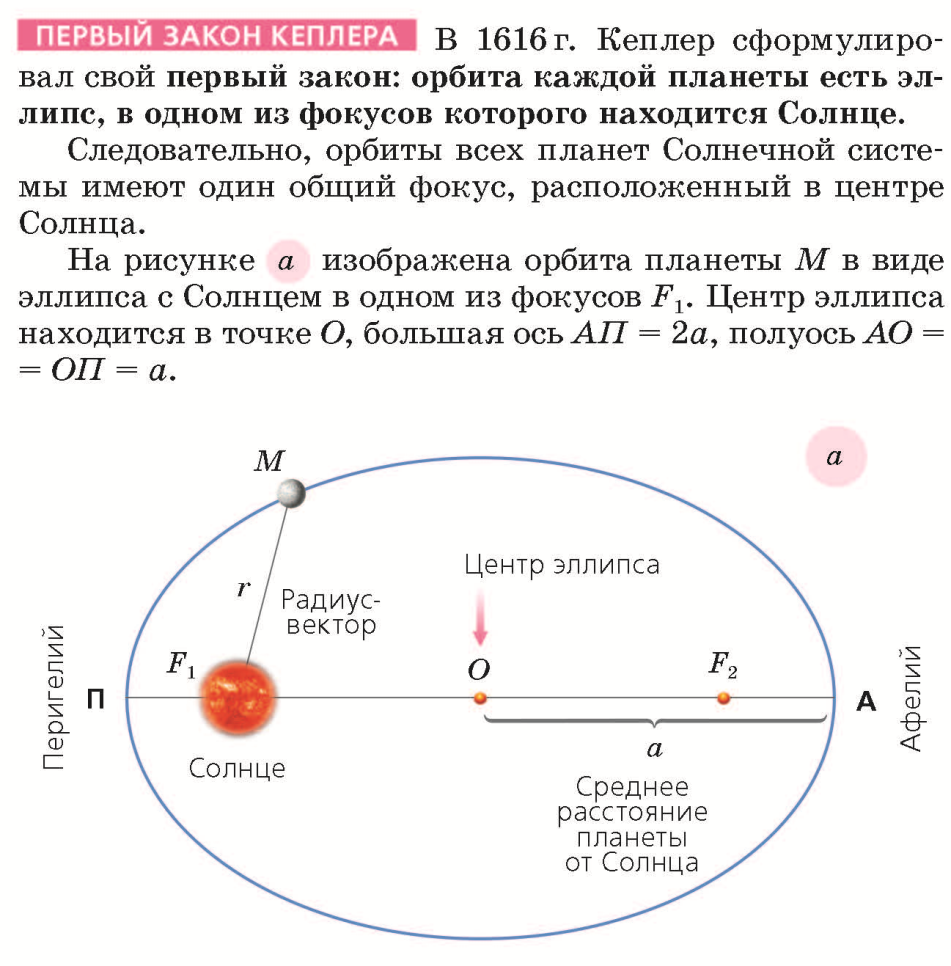 ПЕРВЫЙ ЗАКОН КЕПЛЕРА В 1616 г. Кеплер сформулиро-
вал свой первый закон: орбита каждой планеты есть эл-
липс, в одном из фокусов которого находится Солнце.
Следовательно, орбиты всех планет Солнечной систе-
мы имеют один общий фокус, расположенный в центре
Солнца.
На рисунке a изображена орбита планеты M в виде
эллипса с Солнцем в одном из фокусов F₁. Центр эллипса
находится в точке O, большая ось АП = 2a, полуось AO =
= ОП = a.
M
a
Центр эллипса
r
Радиус-
вектор
Перигелий
П
F₁
O
F₂
А
Афелий
Солнце
a
Среднее
расстояние
планеты
от Солнца